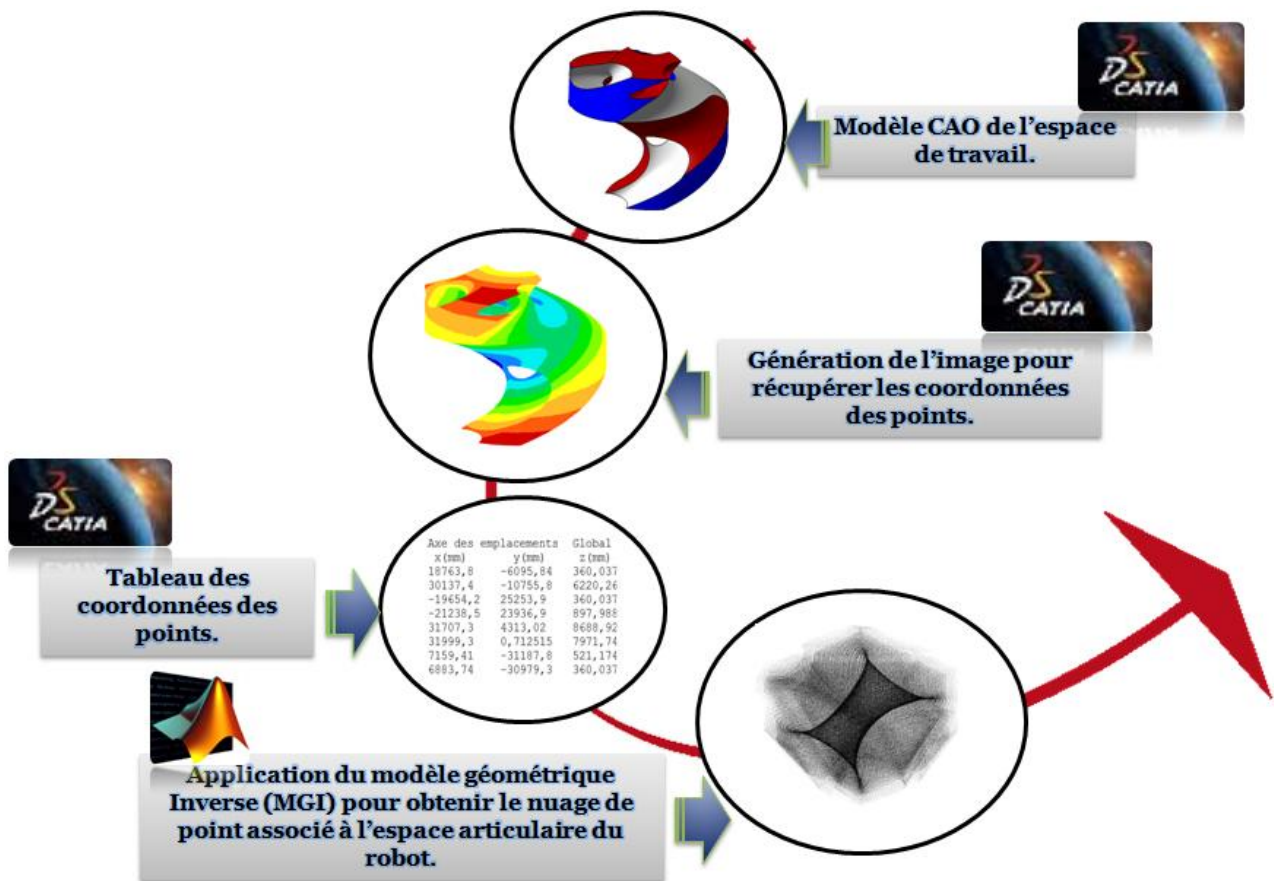 DS
CATIA
Modèle CAO de l'espace
de travail.
DS
CATIA
Génération de l'image pour
récupérer les coordonnées
des points.
DS
CATIA
Tableau des
coordonnées des
points.
Axe des emplacements Global
x(mm) y(mm) z(mm)
18763,8 -6095,84 360,037
30137,4 -10755,8 6220,26
-19654,2 25253,9 360,037
-21238,5 23936,9 897,988
31707,3 4313,02 8688,92
31999,3 0,712515 7971,74
7159,41 -31187,8 521,174
6883,74 -30979,3 360,037
Application du modèle géométrique
Inverse (MGI) pour obtenir le nuage de
point associé à l'espace articulaire du
robot.